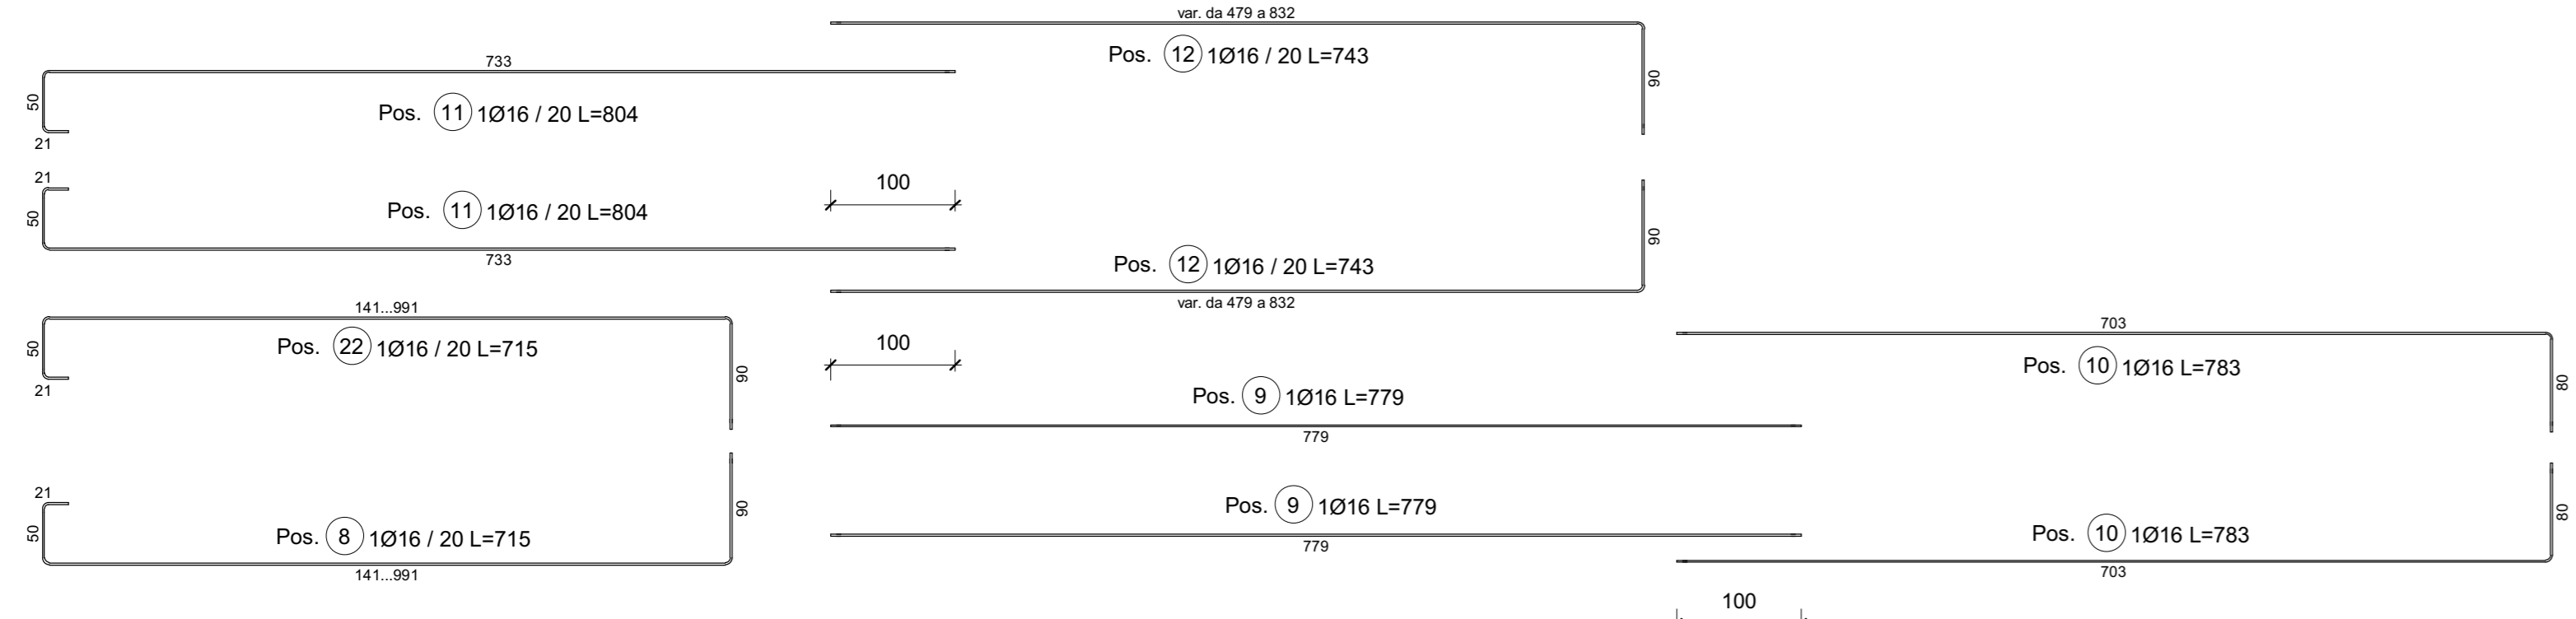 var. da 479 a 832
Pos. 12 1Ø16 / 20 L=743
90
733
50
Pos. 11 1Ø16 / 20 L=804
21
21
50
Pos. 11 1Ø16 / 20 L=804
733
100
90
Pos. 12 1Ø16 / 20 L=743
var. da 479 a 832
141...991
50
Pos. 22 1Ø16 / 20 L=715
21
90
100
Pos. 9 1Ø16 L=779
779
703
Pos. 10 1Ø16 L=783
80
21
50
Pos. 8 1Ø16 / 20 L=715
90
141...991
Pos. 9 1Ø16 L=779
779
Pos. 10 1Ø16 L=783
80
703
100